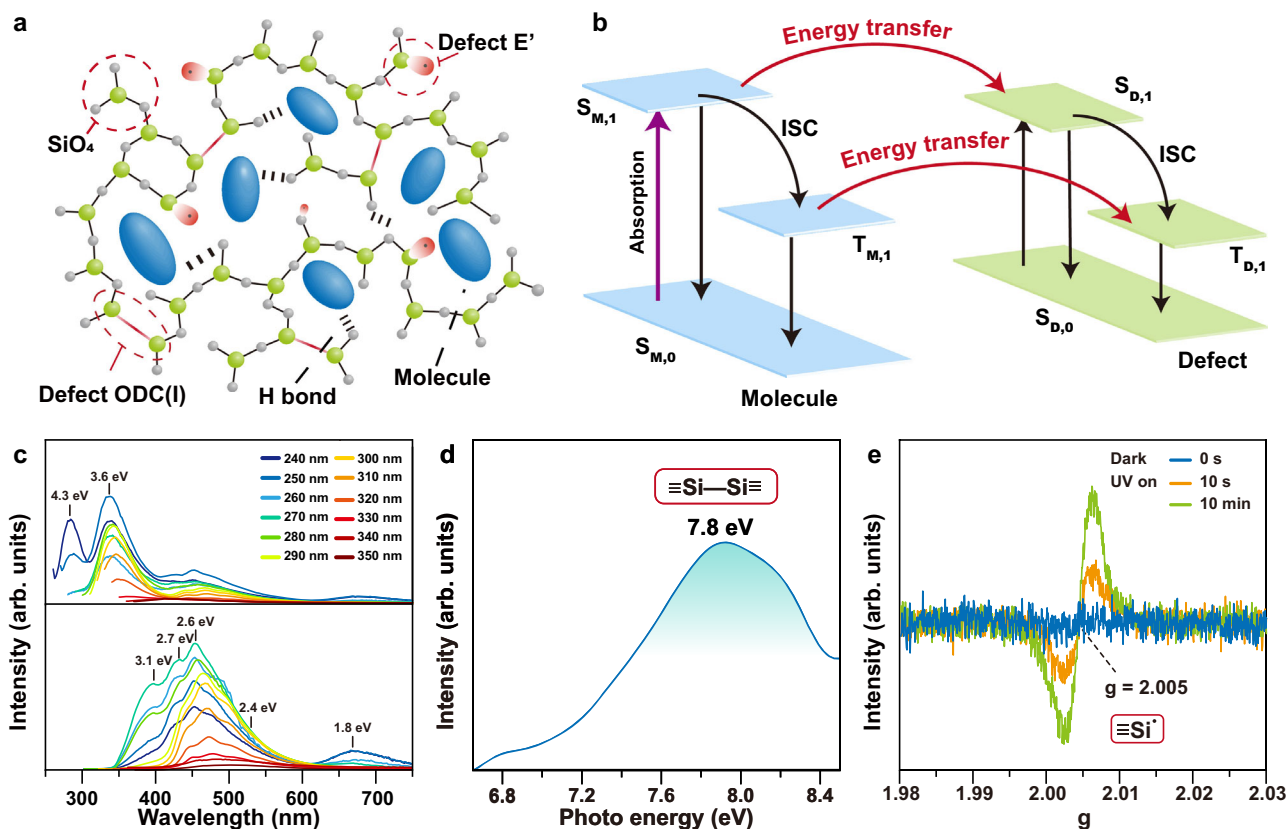 a
Defect E’
SiO₄
Defect ODC(I)
H bond
Molecule
b
Energy transfer
S_M,1
S_D,1
ISC
Energy transfer
ISC
Absorption
T_M,1
T_D,1
S_M,0
S_D,0
Molecule
Defect
c
240 nm 300 nm
250 nm 310 nm
260 nm 320 nm
270 nm 330 nm
280 nm 340 nm
290 nm 350 nm
4.3 eV
3.6 eV
3.1 eV
2.7 eV
2.6 eV
2.4 eV
1.8 eV
Intensity (arb. units)
300 400 500 600 700
Wavelength (nm)
d
≡Si—Si≡
7.8 eV
Intensity (arb. units)
6.8 7.2 7.6 8.0 8.4
Photo energy (eV)
e
Dark 0 s
UV on 10 s
10 min
g = 2.005
≡Si˙
Intensity (arb. units)
1.98 1.99 2.00 2.01 2.02 2.03
g